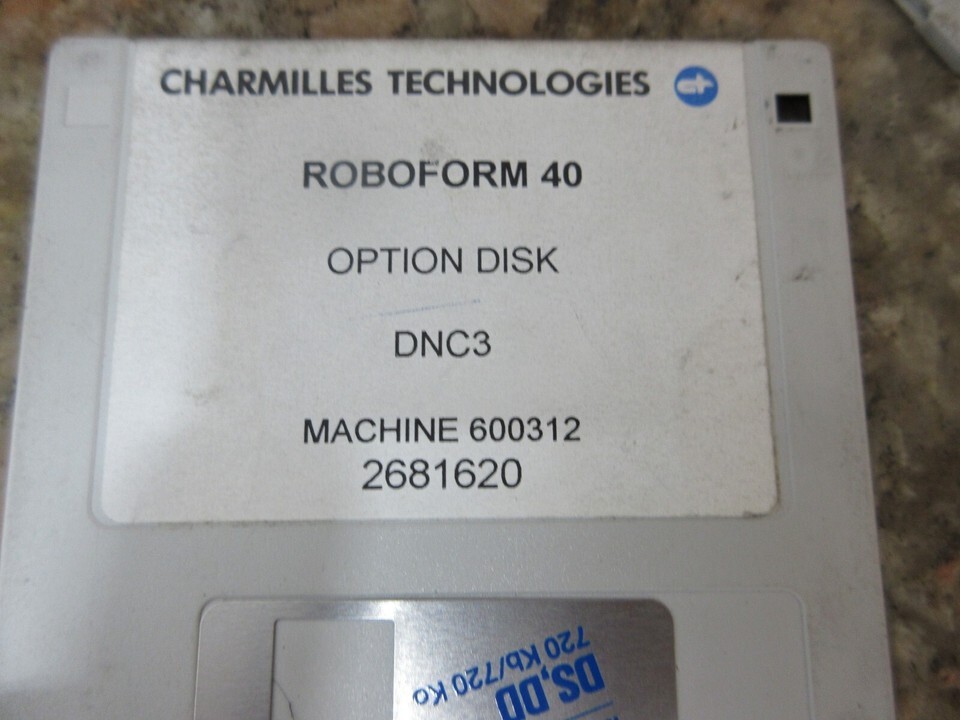 CHARMILLES TECHNOLOGIES
ROBOFORM 40
OPTION DISK
DNC3
MACHINE 600312
2681620
720 Kb/720 Ko
DS,DD